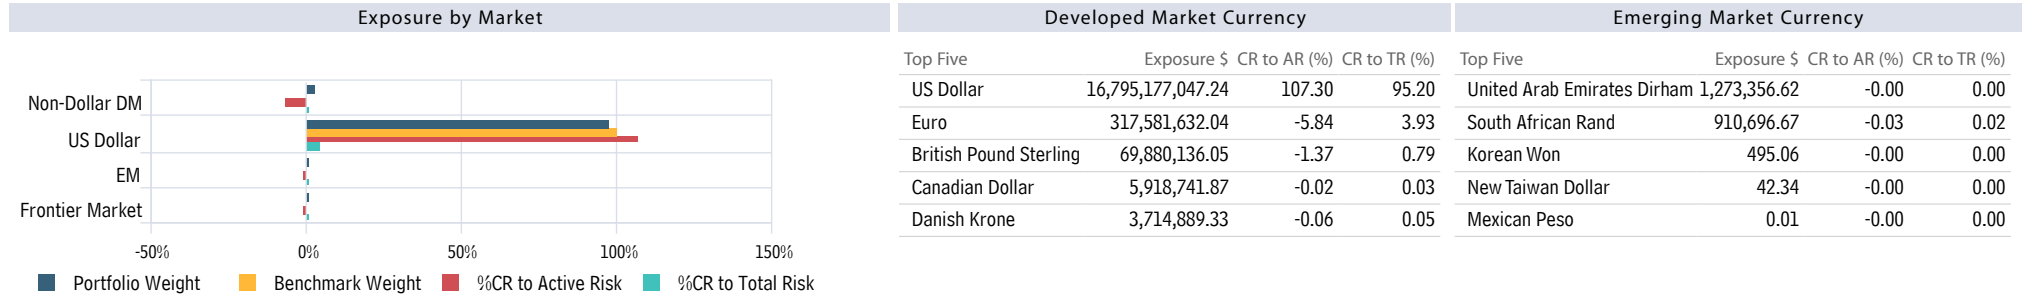 Exposure by Market
Non-Dollar DM
US Dollar
EM
Frontier Market
-50% 0% 50% 100% 150%
Portfolio Weight Benchmark Weight %CR to Active Risk %CR to Total Risk
Developed Market Currency
Top Five Exposure $ CR to AR (%) CR to TR (%)
US Dollar 16,795,177,047.24 107.30 95.20
Euro 317,581,632.04 -5.84 3.93
British Pound Sterling 69,880,136.05 -1.37 0.79
Canadian Dollar 5,918,741.87 -0.02 0.03
Danish Krone 3,714,889.33 -0.06 0.05
Emerging Market Currency
Top Five Exposure $ CR to AR (%) CR to TR (%)
United Arab Emirates Dirham 1,273,356.62 -0.00 0.00
South African Rand 910,696.67 -0.03 0.02
Korean Won 495.06 -0.00 0.00
New Taiwan Dollar 42.34 -0.00 0.00
Mexican Peso 0.01 -0.00 0.00